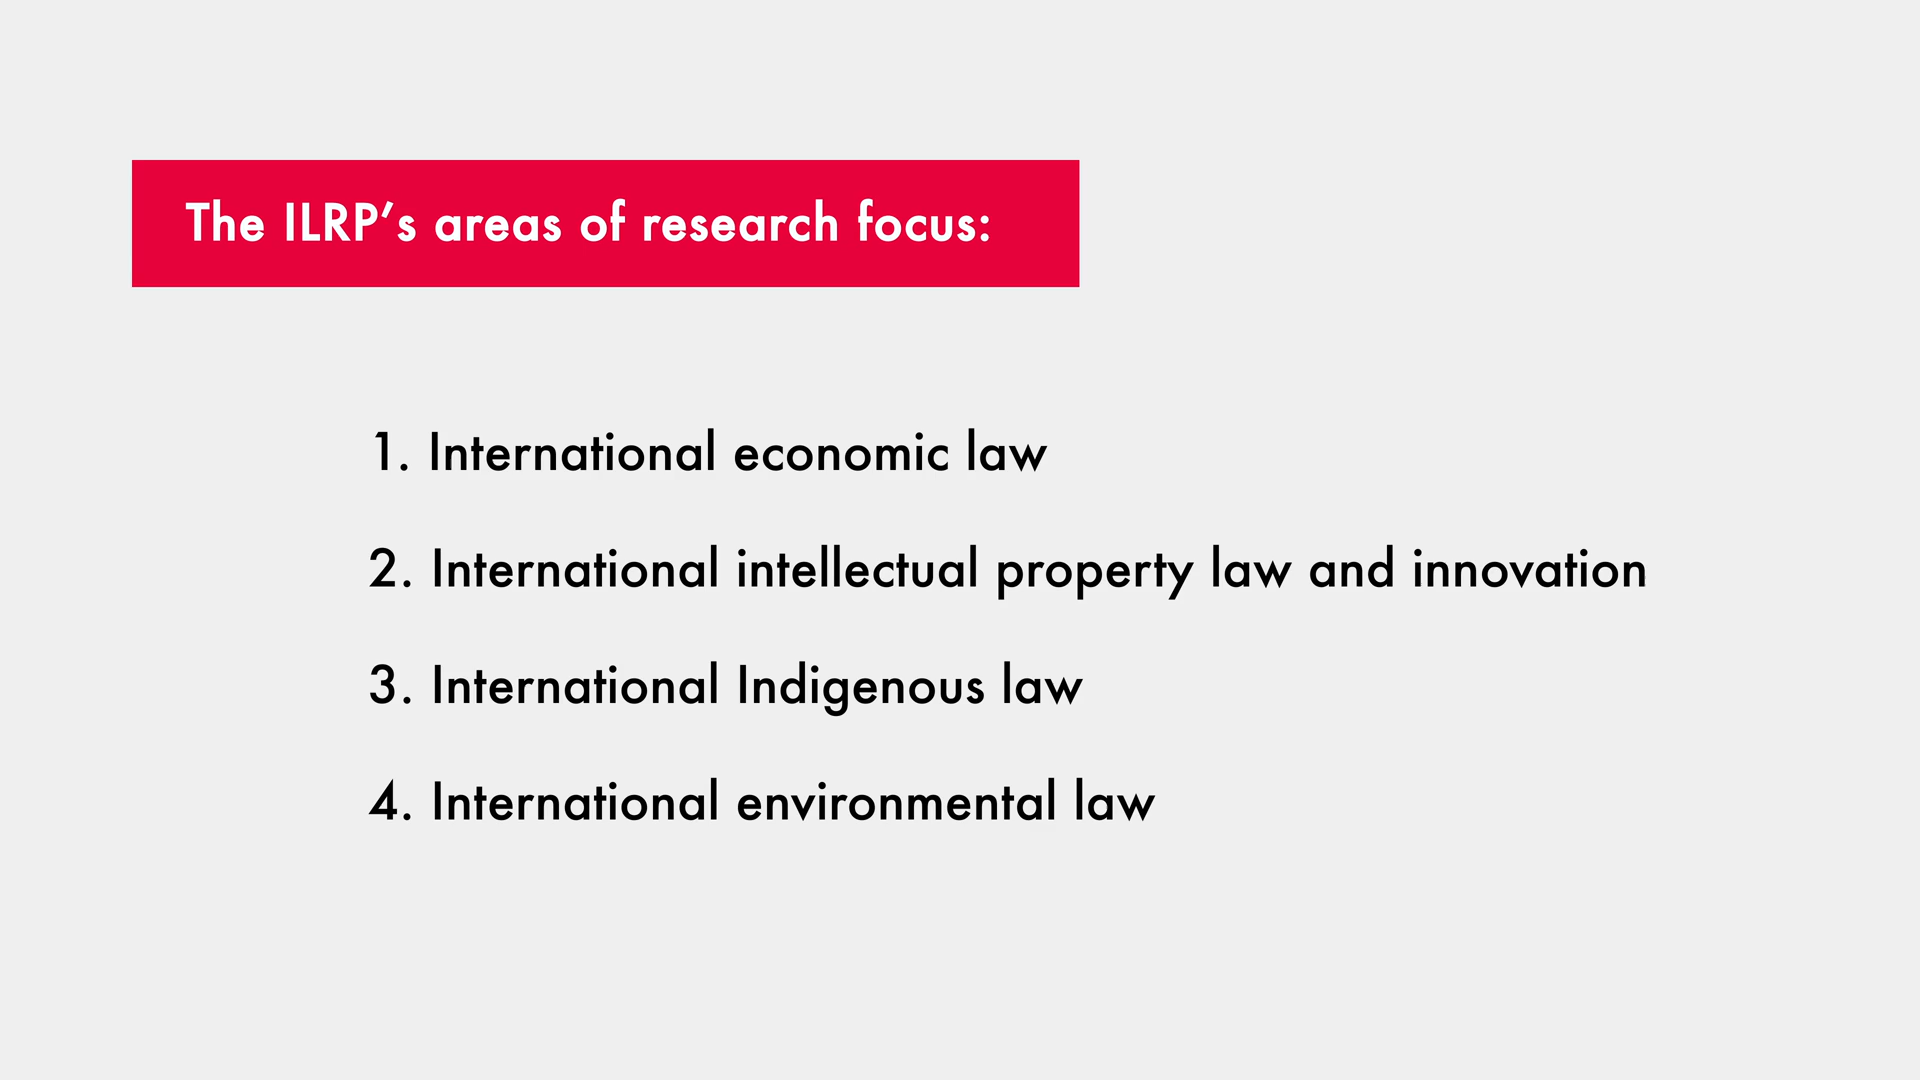 The ILRP’s areas of research focus:
1. International economic law
2. International intellectual property law and innovation
3. International Indigenous law
4. International environmental law